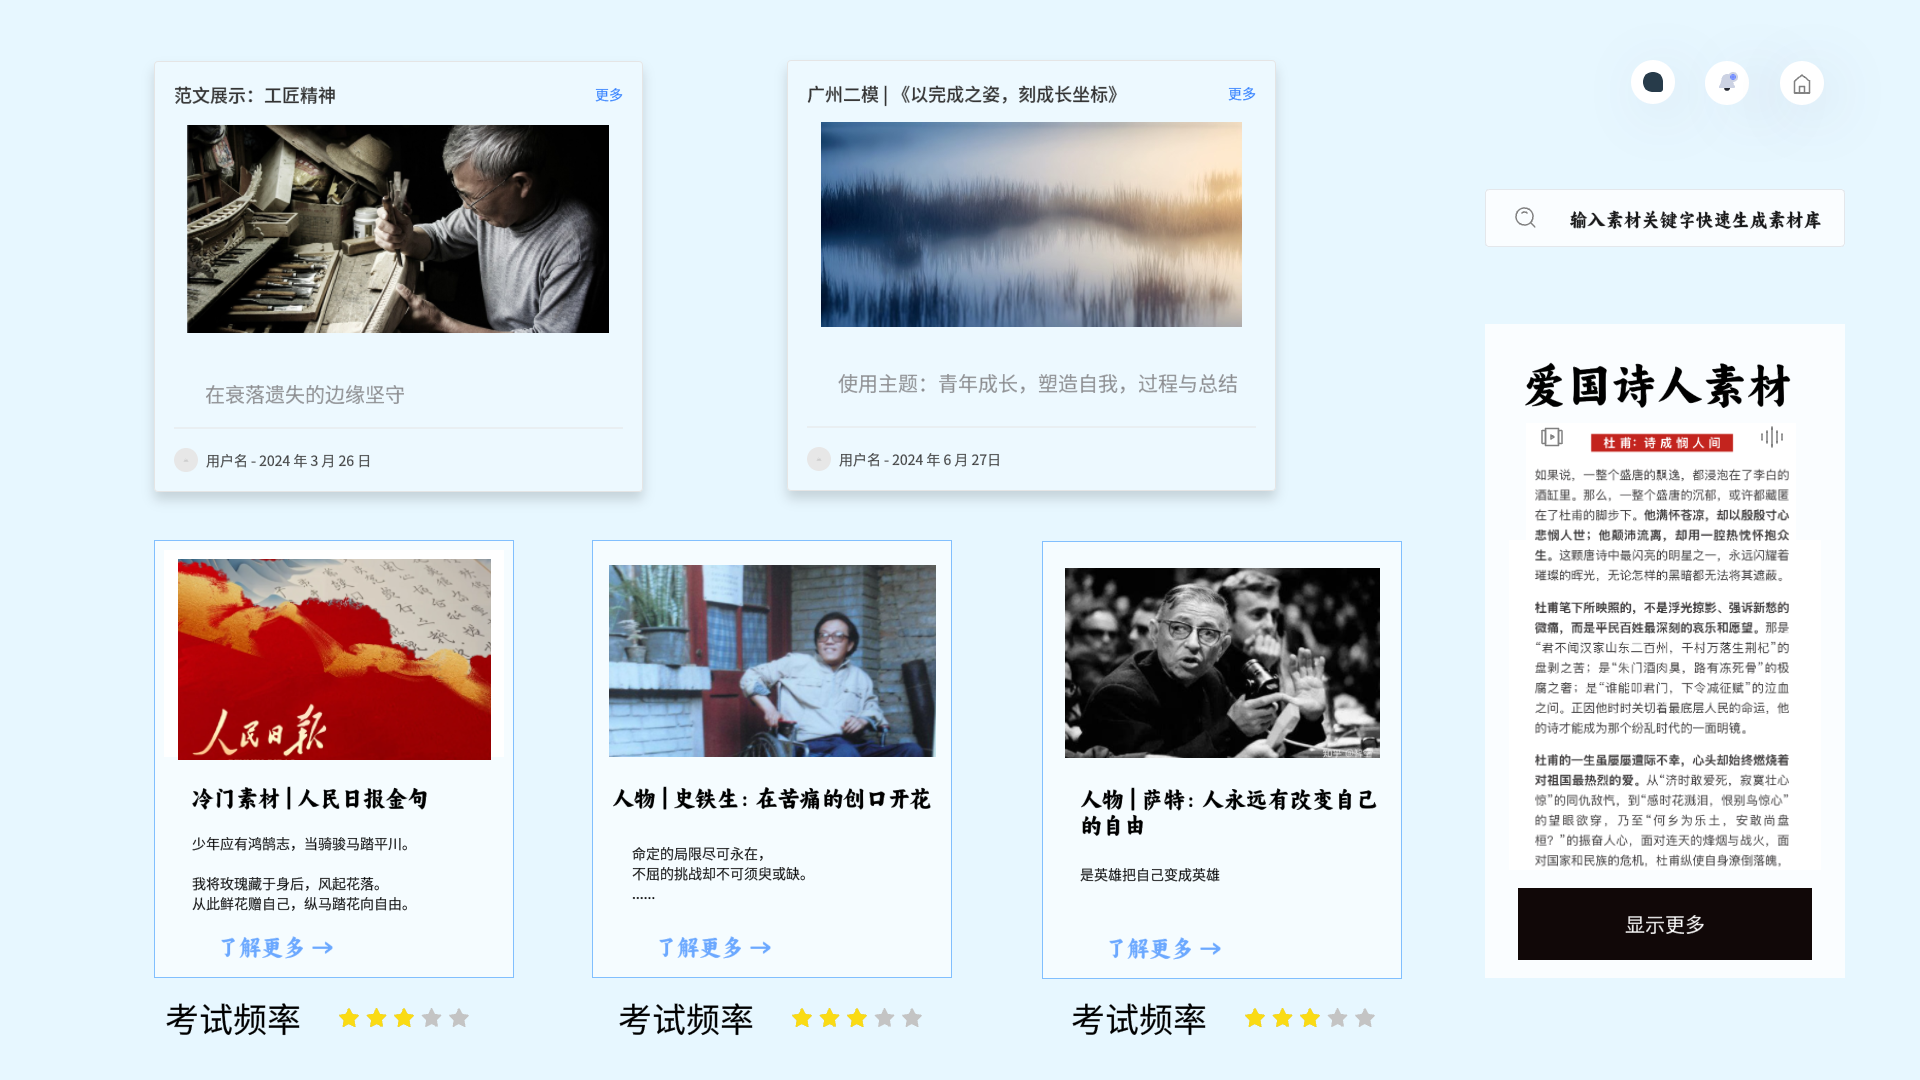 范文展示：工匠精神
更多
在衰落遗失的边缘坚守
用户名 - 2024 年 3 月 26 日
广州二模 | 《以完成之姿，刻成长坐标》
更多
使用主题：青年成长，塑造自我，过程与总结
用户名 - 2024 年 6 月 27日
输入素材关键字快速生成素材库
人民日报
冷门素材 | 人民日报金句
少年应有鸿鹄志，当骑骏马踏平川。
我将玫瑰藏于身后，风起花落。
从此鲜花赠自己，纵马踏花向自由。
了解更多 →
考试频率
人物 | 史铁生：在苦痛的创口开花
命定的局限尽可永在，
不屈的挑战却不可须臾或缺。
......
了解更多 →
考试频率
人物 | 萨特：人永远有改变自己
的自由
是英雄把自己变成英雄
了解更多 →
考试频率
爱国诗人素材
杜甫：诗成悯人间
如果说，一整个盛唐的飘逸，都浸泡在了李白的
酒缸里。那么，一整个盛唐的沉郁，或许都藏匿
在了杜甫的脚步下。他满怀苍凉，却以殷殷寸心
悲悯人世；他颠沛流离，却用一腔热忱怀抱众
生。这颗唐诗中最闪亮的明星之一，永远闪耀着
璀璨的晖光，无论怎样的黑暗都无法将其遮蔽。
杜甫笔下所映照的，不是浮光掠影、强诉新愁的
微痛，而是平民百姓最深刻的哀乐和愿望。那是
“君不闻汉家山东二百州，千村万落生荆杞”的
盘剥之苦；是“朱门酒肉臭，路有冻死骨”的极
腐之奢；是“谁能叩君门，下令减征赋”的泣血
之问。正因他时时关切着最底层人民的命运，他
的诗才能成为那个纷乱时代的一面明镜。
杜甫的一生虽屡屡遭际不幸，心头却始终燃烧着
对祖国最热烈的爱。从“济时敢爱死，寂寞壮心
惊”的同仇敌忾，到“感时花溅泪，恨别鸟惊心”
的望眼欲穿，乃至“何乡为乐土，安敢尚盘
桓？”的振奋人心，面对连天的烽烟与战火，面
对国家和民族的危机，杜甫纵使自身潦倒落魄，
显示更多